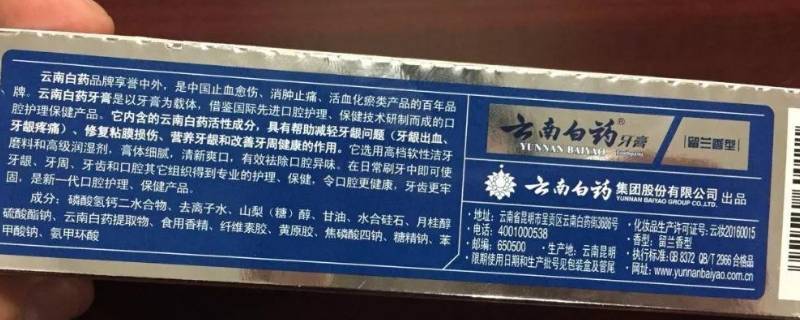 云南白药品牌享誉中外，是中国止血愈伤、消肿止痛、活血化瘀类产品的百年品
牌。云南白药牙膏是以牙膏为载体，借鉴国际先进口腔护理、保健技术研制而成的口
腔护理保健产品。它内含的云南白药活性成分，具有帮助减轻牙龈问题（牙龈出血、
牙龈疼痛）、修复粘膜损伤、营养牙龈和改善牙周健康的作用。它选用高档软性洁牙
磨料和高级润湿剂，膏体细腻，清新爽口，有效祛除口腔异味。在日常刷牙中即可使
牙龈、牙周、牙齿和口腔其它组织得到专业的护理、保健，令口腔更健康，牙齿更牢
固，是新一代口腔护理、保健产品。
成分：磷酸氢钙二水合物、去离子水、山梨（糖）醇、甘油、水合硅石、月桂醇
硫酸酯钠、云南白药提取物、食用香精、纤维素胶、黄原胶、焦磷酸四钠、糖精钠、苯
甲酸钠、氨甲环酸
云南白药®牙膏
YUNNAN BAIYAO Toothpaste
留兰香型
云南白药 集团股份有限公司 出品
YUNNAN BAIYAO GROUP CO.,LTD.
·地址：云南省昆明市呈贡区云南白药街3686号
·电话：4001000538
·邮编：650500 ·生产地：云南昆明
·限期使用日期和生产批号见包装盒及管尾
·化妆品生产许可证号：云妆20160015
·香型：留兰香型
·执行标准：GB 8372 QB/T 2966 合格品
·网址：www.yunnanbaiyao.com.cn